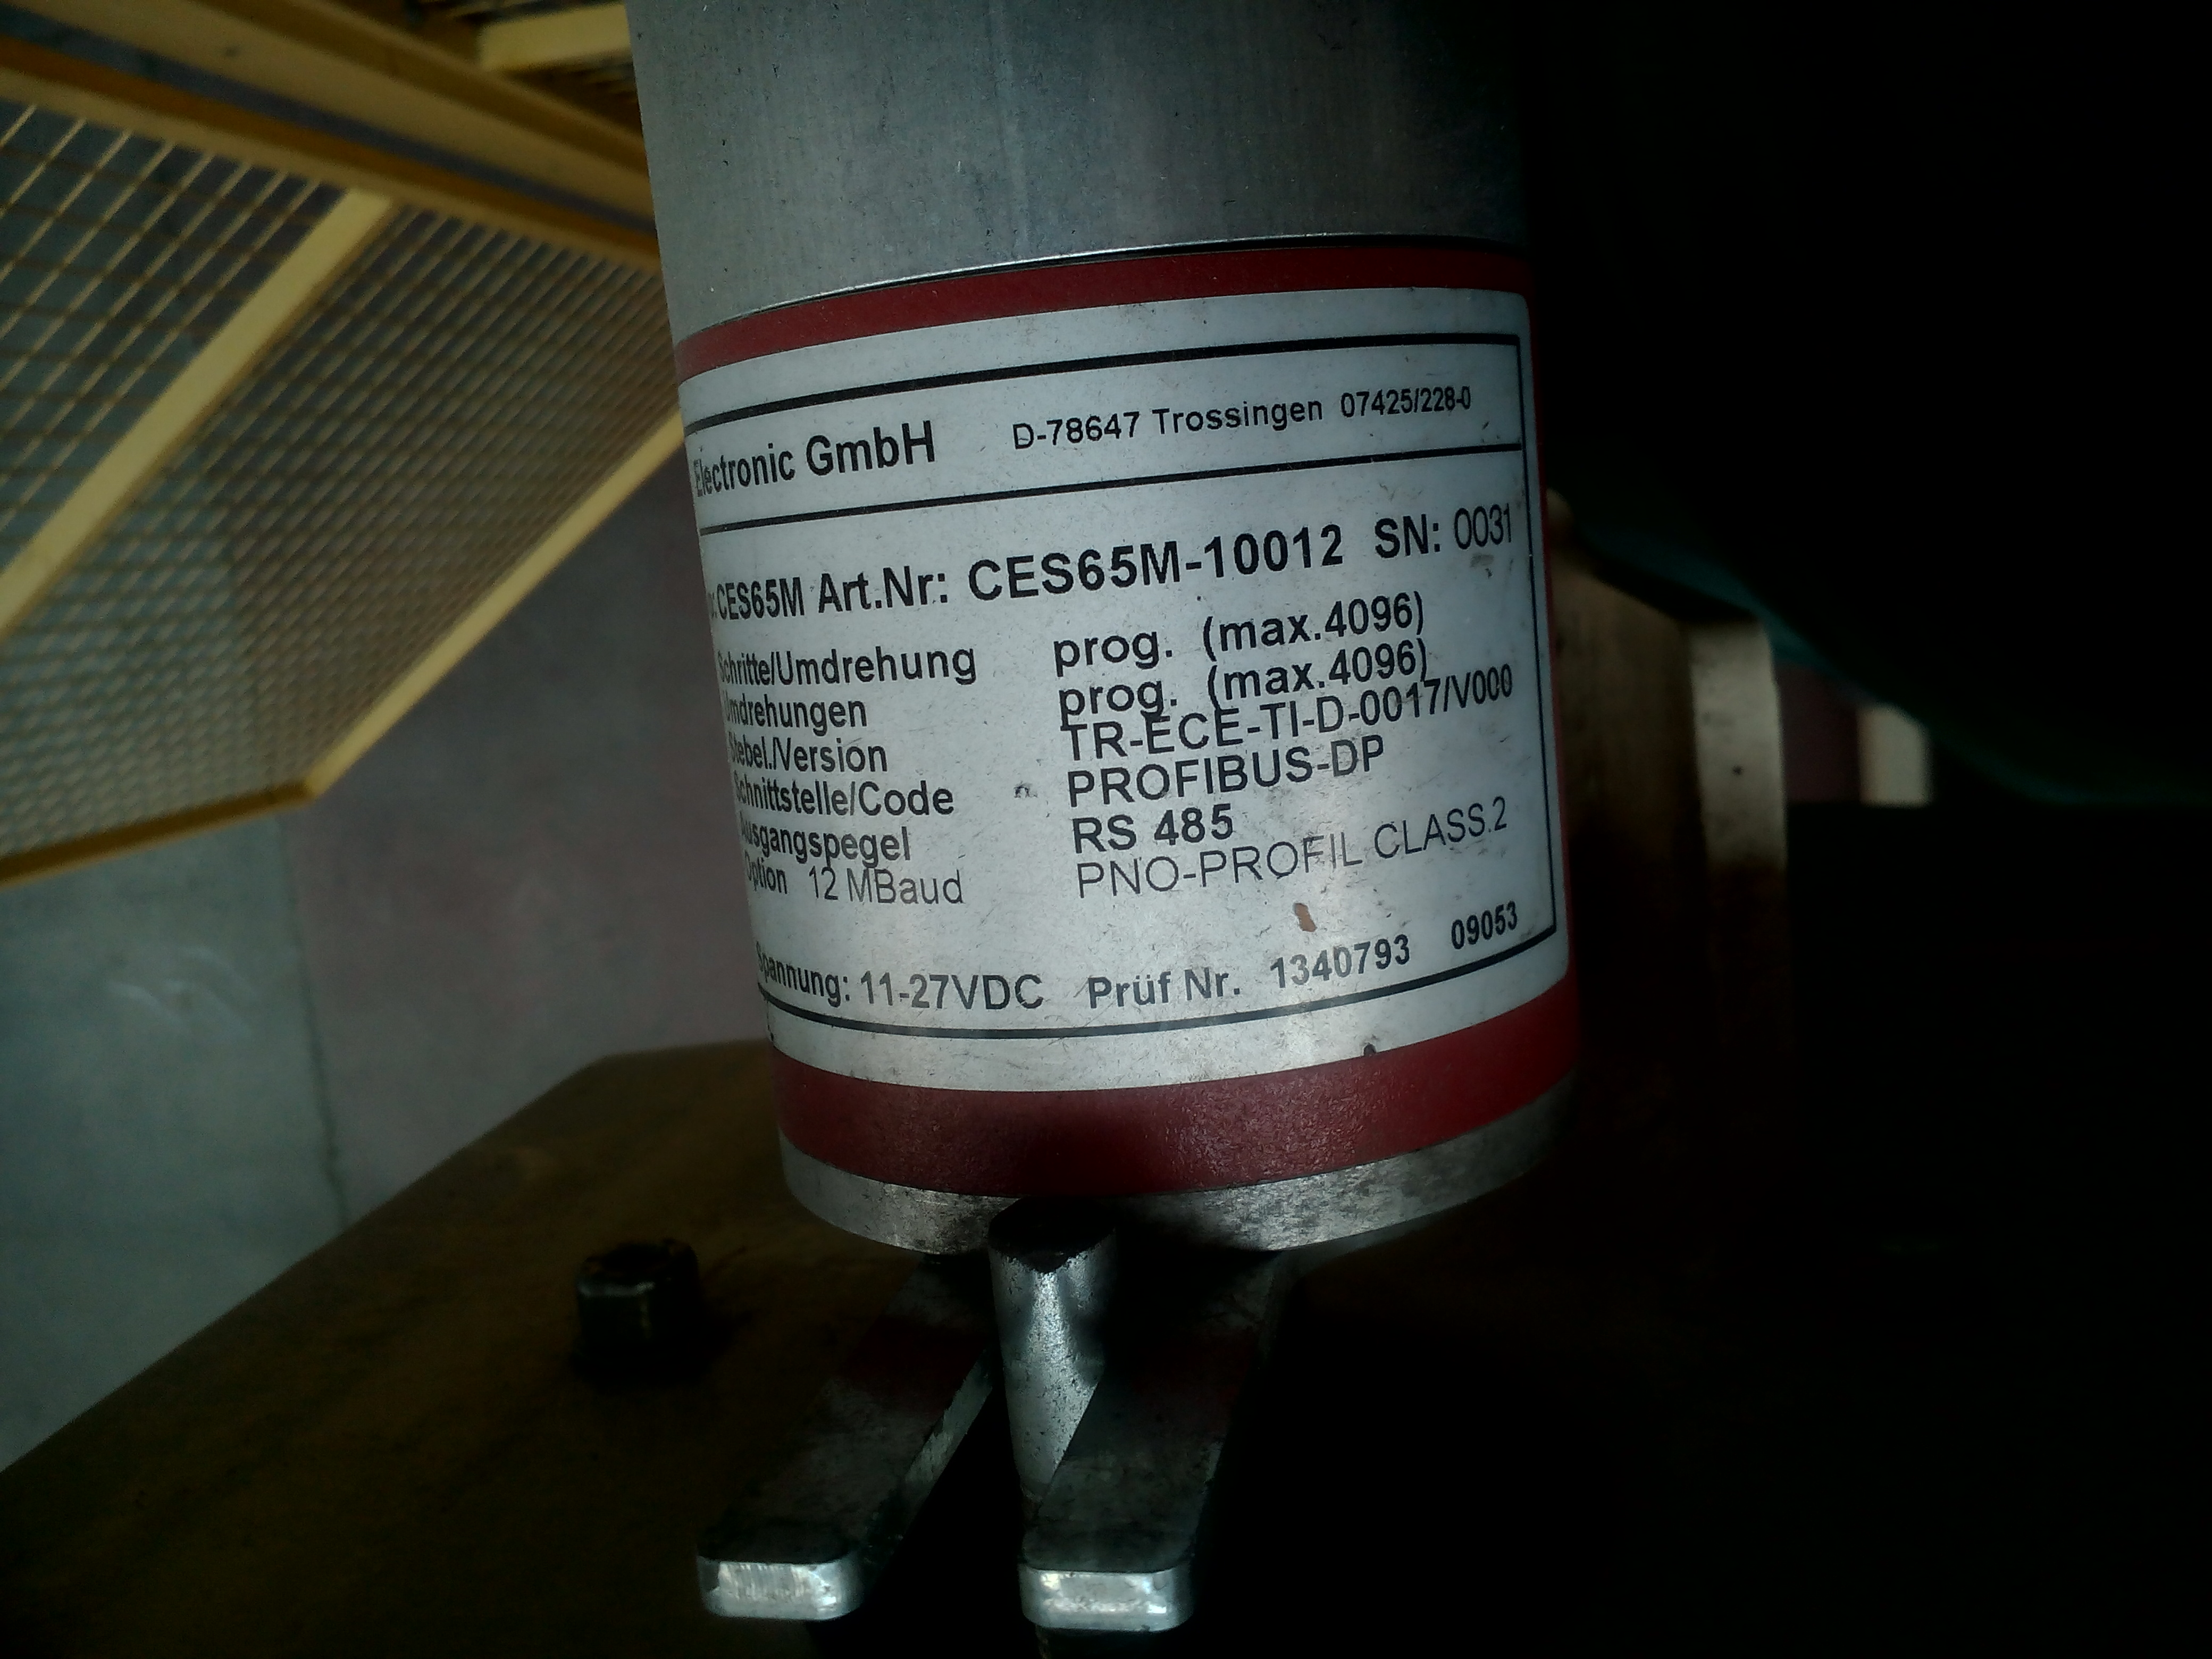 Electronic GmbH D-78647 Trossingen 07425/228-0
CES65M Art.Nr: CES65M-10012 SN: 0031
Schritte/Umdrehung prog. (max.4096)
Umdrehungen prog. (max.4096)
Stebel./Version TR-ECE-TI-D-0017/V000
Schnittstelle/Code PROFIBUS-DP
Ausgangspegel RS 485
Option 12 MBaud PNO-PROFIL CLASS.2
Spannung: 11-27VDC Prüf Nr. 1340793 09053